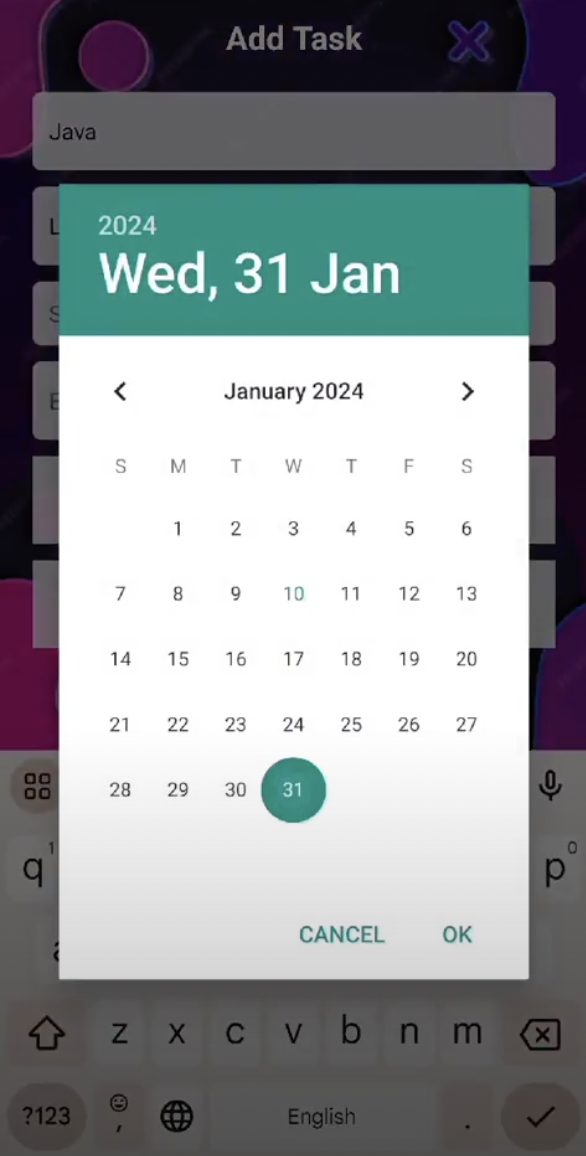 Add Task
Java
L
S
E
2024
Wed, 31 Jan
January 2024
S M T W T F S
1 2 3 4 5 6
7 8 9 10 11 12 13
14 15 16 17 18 19 20
21 22 23 24 25 26 27
28 29 30 31
CANCEL OK
q 1 p 0
z x c v b n m
?123 , English .